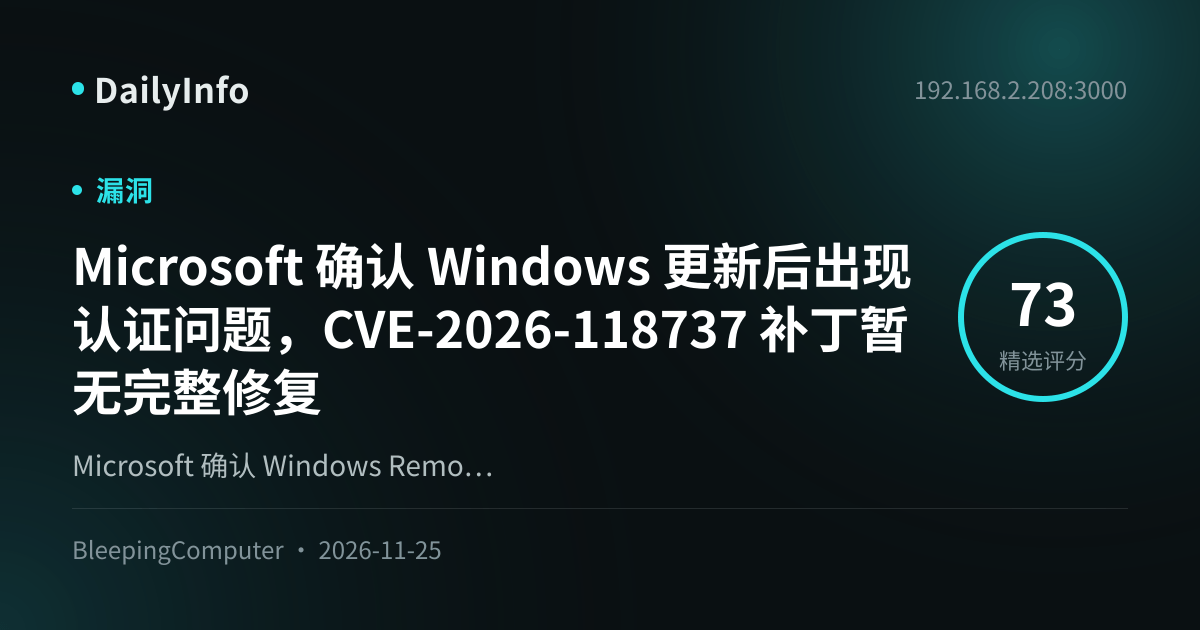 DailyInfo
192.168.2.208:3000
漏洞
Microsoft 确认 Windows 更新后出现
认证问题，CVE-2026-118737 补丁暂
无完整修复
73
精选评分
Microsoft 确认 Windows Remo…
BleepingComputer • 2026-11-25